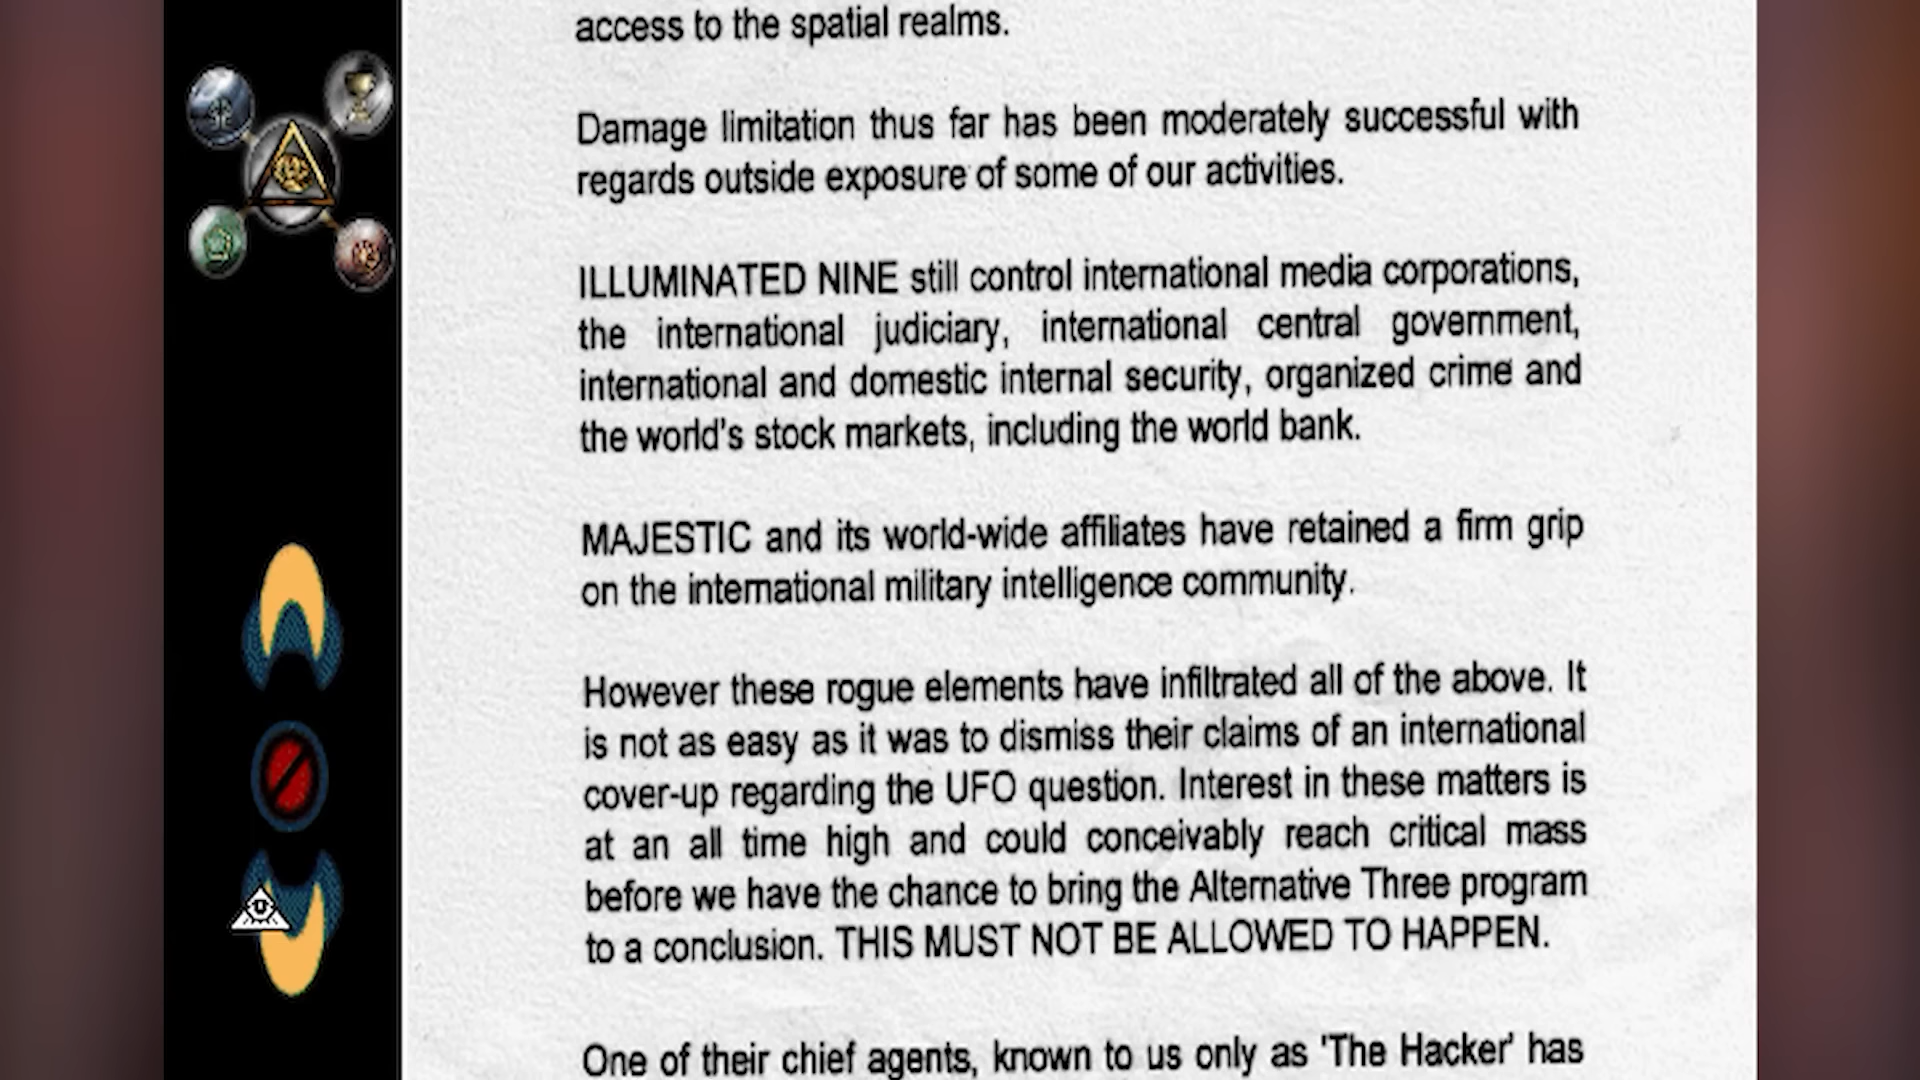 access to the spatial realms.
Damage limitation thus far has been moderately successful with
regards outside exposure of some of our activities.
ILLUMINATED NINE still control international media corporations,
the international judiciary, international central government,
international and domestic internal security, organized crime and
the world's stock markets, including the world bank.
MAJESTIC and its world-wide affiliates have retained a firm grip
on the international military intelligence community.
However these rogue elements have infiltrated all of the above. It
is not as easy as it was to dismiss their claims of an international
cover-up regarding the UFO question. Interest in these matters is
at an all time high and could conceivably reach critical mass
before we have the chance to bring the Alternative Three program
to a conclusion. THIS MUST NOT BE ALLOWED TO HAPPEN.
One of their chief agents, known to us only as 'The Hacker' has